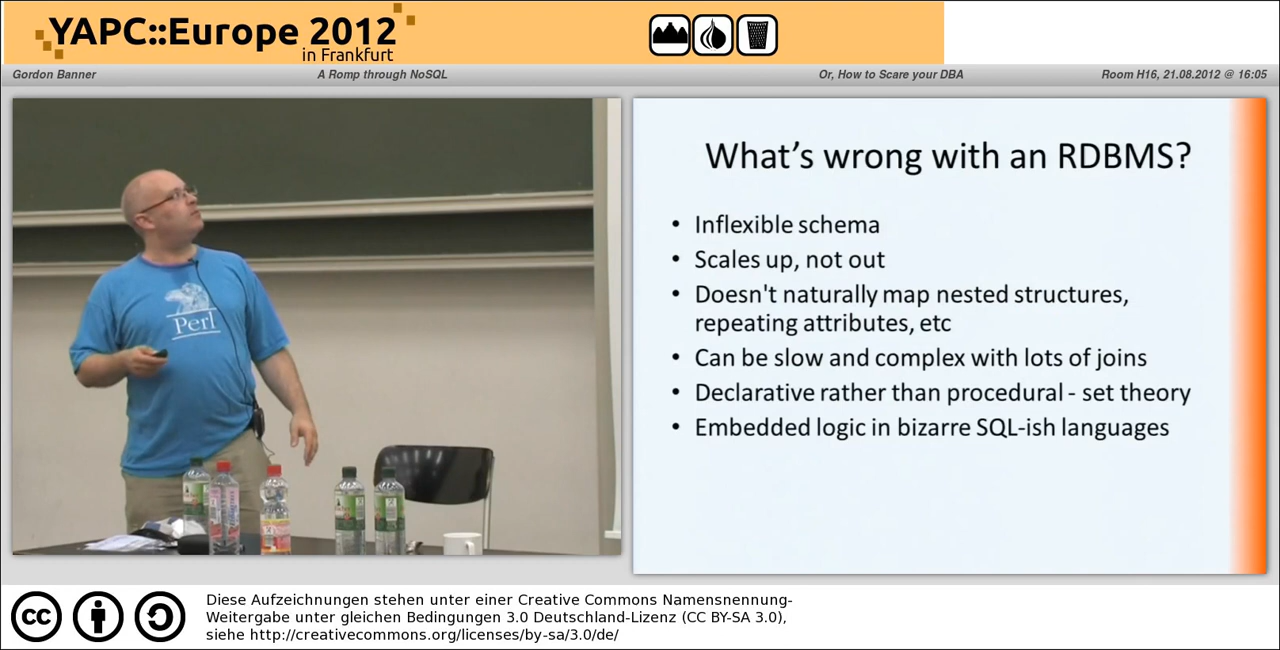 YAPC::Europe 2012
in Frankfurt
Gordon Banner
A Romp through NoSQL
Or, How to Scare your DBA
Room H16, 21.08.2012 @ 16:05
Perl
What's wrong with an RDBMS?
• Inflexible schema
• Scales up, not out
• Doesn't naturally map nested structures,
repeating attributes, etc
• Can be slow and complex with lots of joins
• Declarative rather than procedural - set theory
• Embedded logic in bizarre SQL-ish languages
cc
Diese Aufzeichnungen stehen unter einer Creative Commons Namensnennung-
Weitergabe unter gleichen Bedingungen 3.0 Deutschland-Lizenz (CC BY-SA 3.0),
siehe http://creativecommons.org/licenses/by-sa/3.0/de/